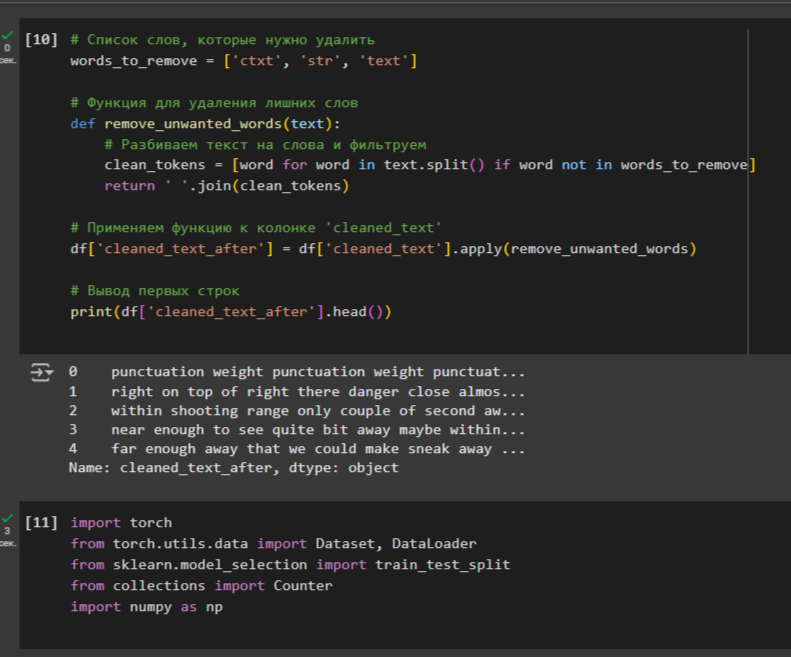 0
сек.
[10] # Список слов, которые нужно удалить
words_to_remove = ['ctxt', 'str', 'text']
# Функция для удаления лишних слов
def remove_unwanted_words(text):
    # Разбиваем текст на слова и фильтруем
    clean_tokens = [word for word in text.split() if word not in words_to_remove]
    return ' '.join(clean_tokens)
# Применяем функцию к колонке 'cleaned_text'
df['cleaned_text_after'] = df['cleaned_text'].apply(remove_unwanted_words)
# Вывод первых строк
print(df['cleaned_text_after'].head())
0    punctuation weight punctuation weight punctuat...
1    right on top of right there danger close almos...
2    within shooting range only couple of second aw...
3    near enough to see quite bit away maybe within...
4    far enough away that we could make sneak away ...
Name: cleaned_text_after, dtype: object
3
сек.
[11] import torch
from torch.utils.data import Dataset, DataLoader
from sklearn.model_selection import train_test_split
from collections import Counter
import numpy as np